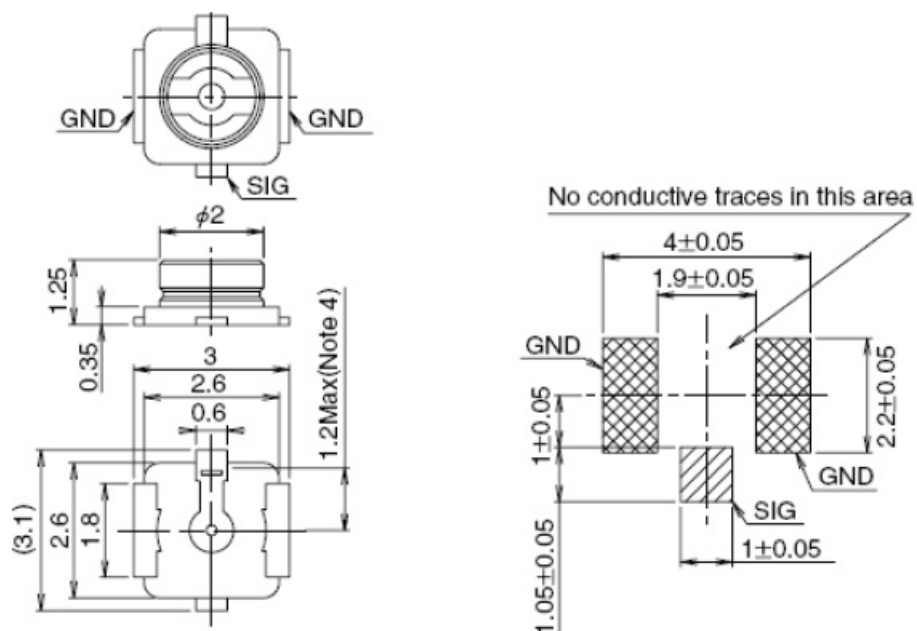 GND
GND
SIG
ϕ2
1.25
0.35
3
2.6
0.6
1.2Max(Note 4)
(3.1)
2.6
1.8
No conductive traces in this area
4±0.05
1.9±0.05
GND
1±0.05
2.2±0.05
GND
SIG
1±0.05
1.05±0.05